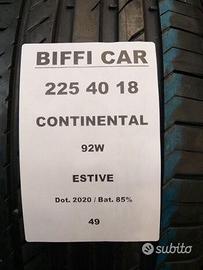 BIFFI CAR
225 40 18
CONTINENTAL
92W
ESTIVE
Dot. 2020 / Bat. 85%
49
subito